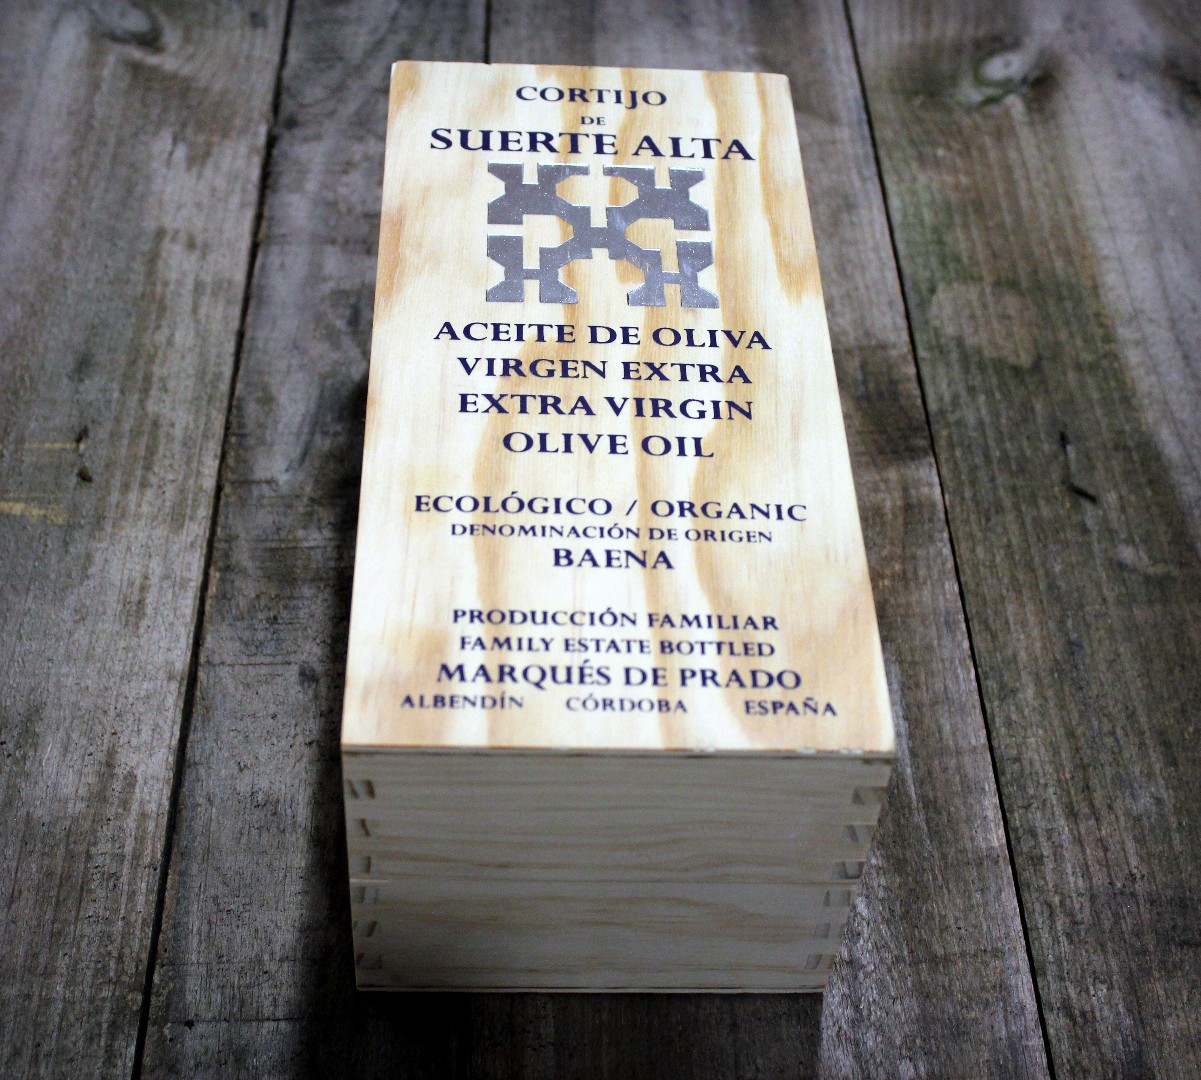 CORTIJO
DE
SUERTE ALTA
ACEITE DE OLIVA
VIRGEN EXTRA
EXTRA VIRGIN
OLIVE OIL
ECOLÓGICO / ORGANIC
DENOMINACIÓN DE ORIGEN
BAENA
PRODUCCIÓN FAMILIAR
FAMILY ESTATE BOTTLED
MARQUÉS DE PRADO
ALBENDÍN CÓRDOBA ESPAÑA